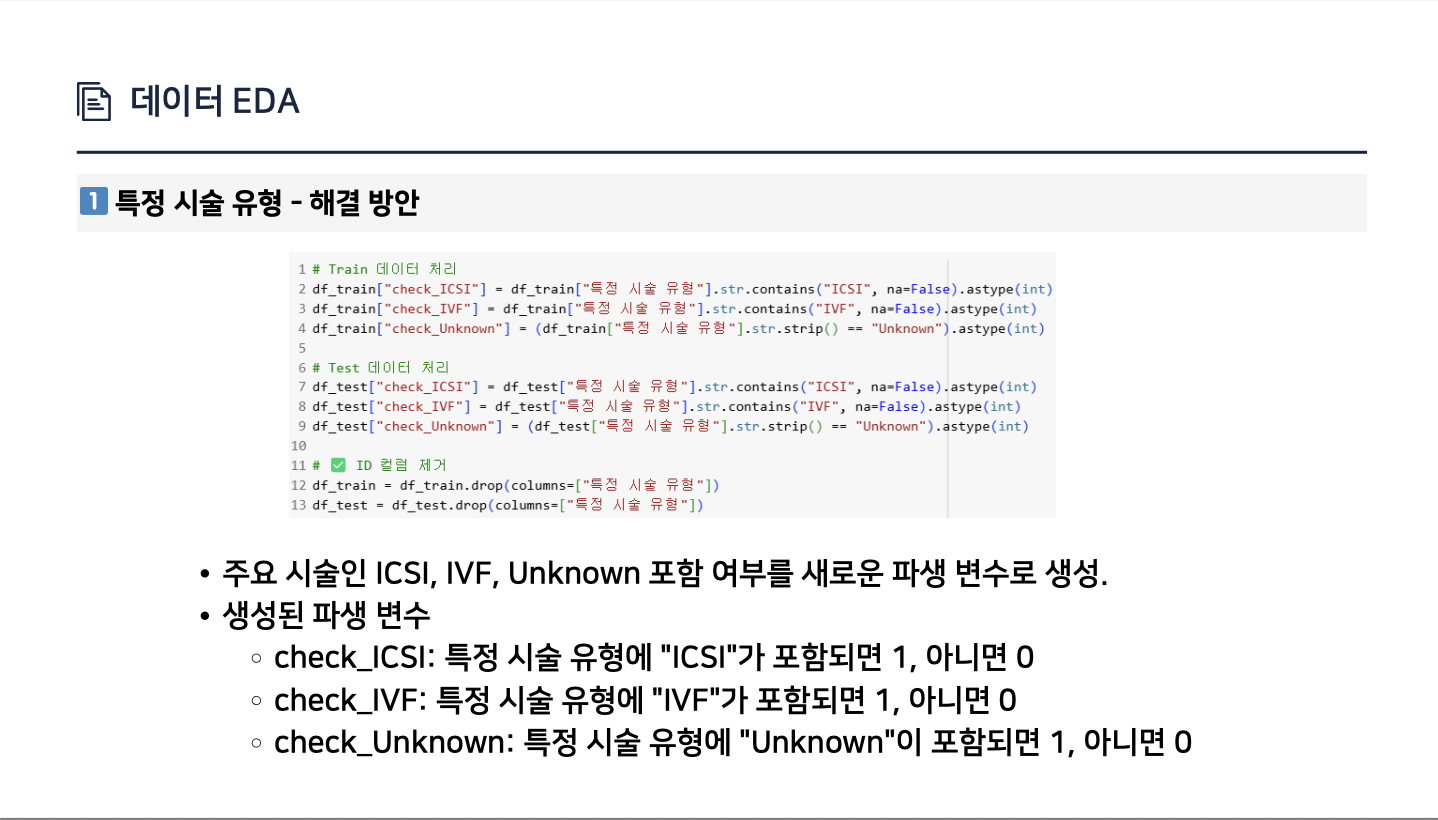 데이터 EDA
1 특정 시술 유형 - 해결 방안
1 # Train 데이터 처리
2 df_train["check_ICSI"] = df_train["특정 시술 유형"].str.contains("ICSI", na=False).astype(int)
3 df_train["check_IVF"] = df_train["특정 시술 유형"].str.contains("IVF", na=False).astype(int)
4 df_train["check_Unknown"] = (df_train["특정 시술 유형"].str.strip() == "Unknown").astype(int)
5
6 # Test 데이터 처리
7 df_test["check_ICSI"] = df_test["특정 시술 유형"].str.contains("ICSI", na=False).astype(int)
8 df_test["check_IVF"] = df_test["특정 시술 유형"].str.contains("IVF", na=False).astype(int)
9 df_test["check_Unknown"] = (df_test["특정 시술 유형"].str.strip() == "Unknown").astype(int)
10
11 # ✅ ID 컬럼 제거
12 df_train = df_train.drop(columns=["특정 시술 유형"])
13 df_test = df_test.drop(columns=["특정 시술 유형"])
• 주요 시술인 ICSI, IVF, Unknown 포함 여부를 새로운 파생 변수로 생성.
• 생성된 파생 변수
◦ check_ICSI: 특정 시술 유형에 "ICSI"가 포함되면 1, 아니면 0
◦ check_IVF: 특정 시술 유형에 "IVF"가 포함되면 1, 아니면 0
◦ check_Unknown: 특정 시술 유형에 "Unknown"이 포함되면 1, 아니면 0